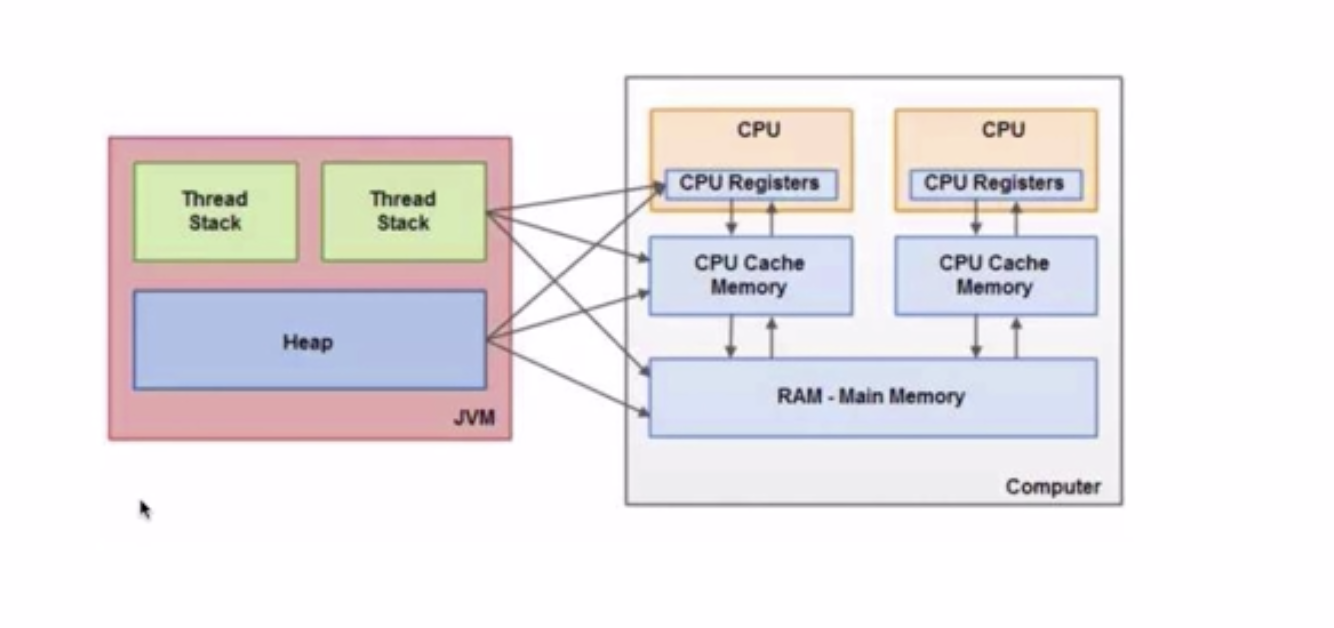 Thread
Stack
Thread
Stack
Heap
JVM
CPU
CPU Registers
CPU Cache
Memory
CPU
CPU Registers
CPU Cache
Memory
RAM - Main Memory
Computer